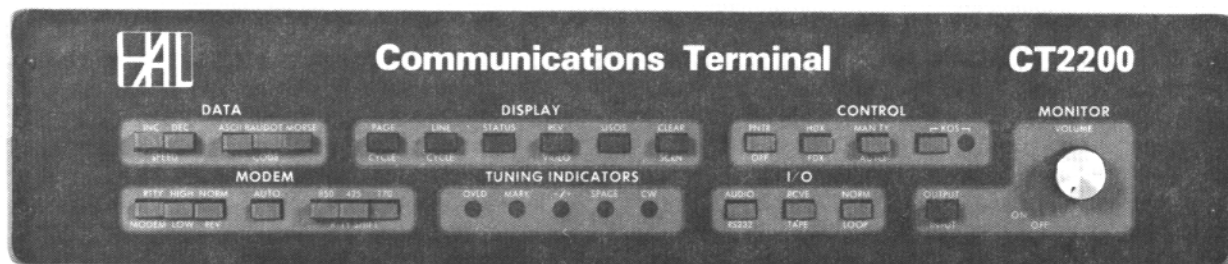 HAL Communications Terminal CT2200
DATA DISPLAY CONTROL MONITOR
INC DEC ASCII BAUDOT MORSE PAGE LINE STATUS REV USOS CLEAR PNTR HDX MAN TX KOS VOLUME
SPEED CODE CYCLE CYCLE VIDEO SCRN OFF FDX AUTO
MODEM TUNING INDICATORS I/O
RTTY HIGH NORM AUTO 850 425 170 OVLD MARK -/+ SPACE CW AUDIO RCVE NORM OUTPUT ON
MODEM LOW REV RS232 TAPE LOOP INPUT OFF